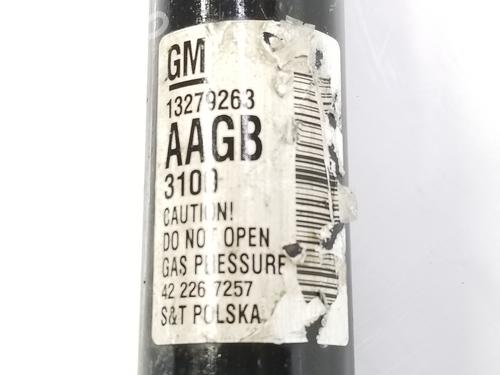 GM
13279263
AAGB
3100
CAUTION!
DO NOT OPEN
GAS PRESSURE
42 226 7257
S&T POLSKA